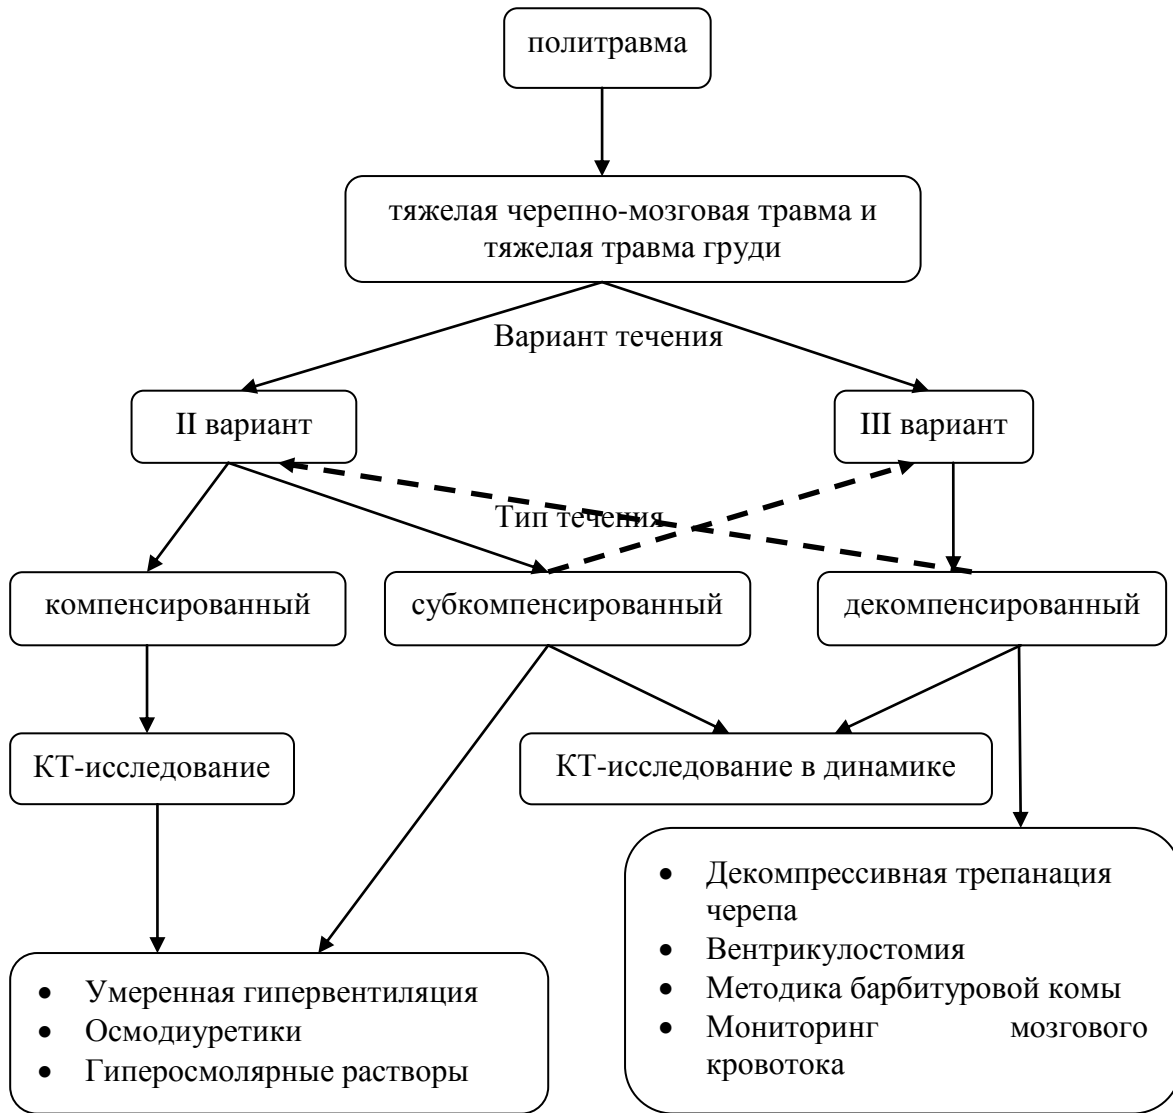 политравма
тяжелая черепно-мозговая травма и
тяжелая травма груди
Вариант течения
II вариант
III вариант
Тип течения
компенсированный
субкомпенсированный
декомпенсированный
КТ-исследование
КТ-исследование в динамике
• Декомпрессивная трепанация
черепа
• Вентрикулостомия
• Методика барбитуровой комы
• Мониторинг мозгового
кровотока
• Умеренная гипервентиляция
• Осмодиуретики
• Гиперосмолярные растворы